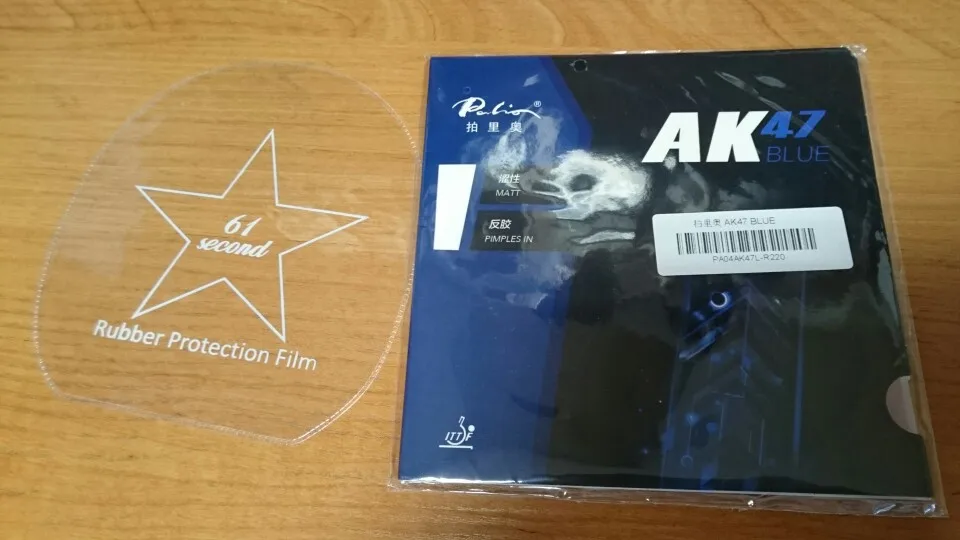 61
second
Rubber Protection Film
Palio®
拍里奥
AK47
BLUE
涩性
MATT
反胶
PIMPLES IN
拍里奥 AK47 BLUE
PA04AK47L-R220
ITTF